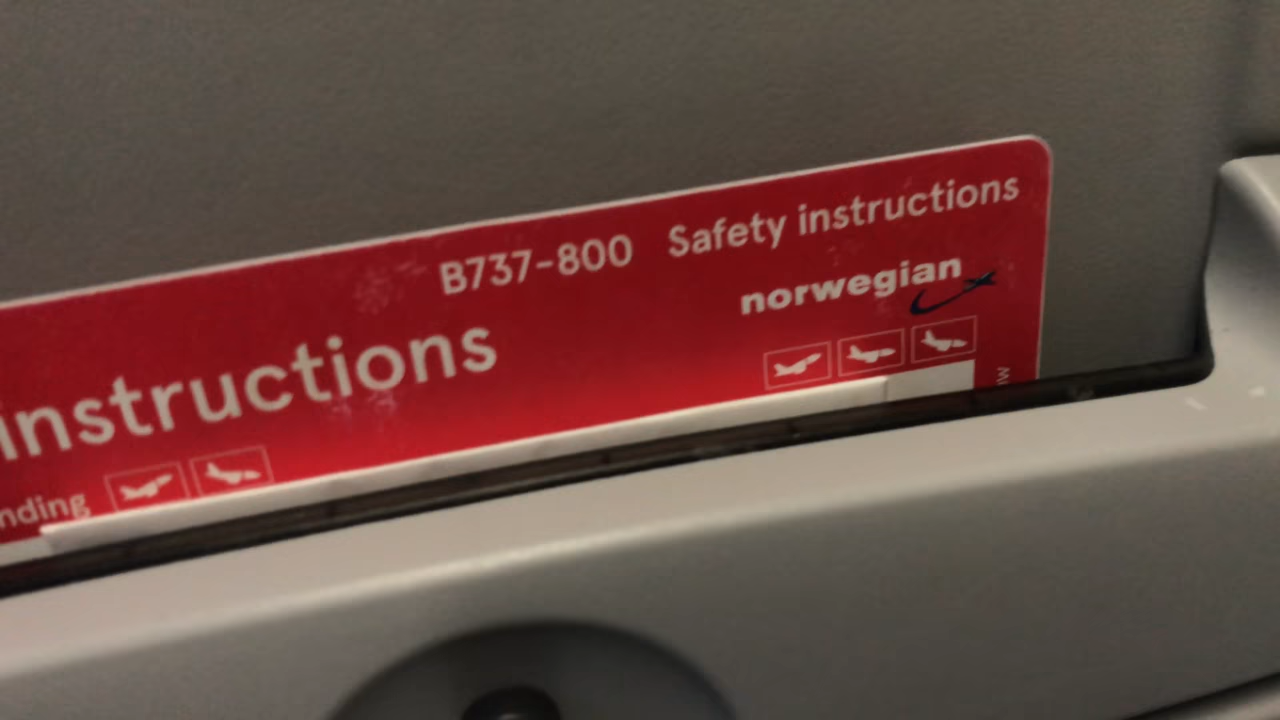 B737-800 Safety instructions
norwegian
instructions
nding